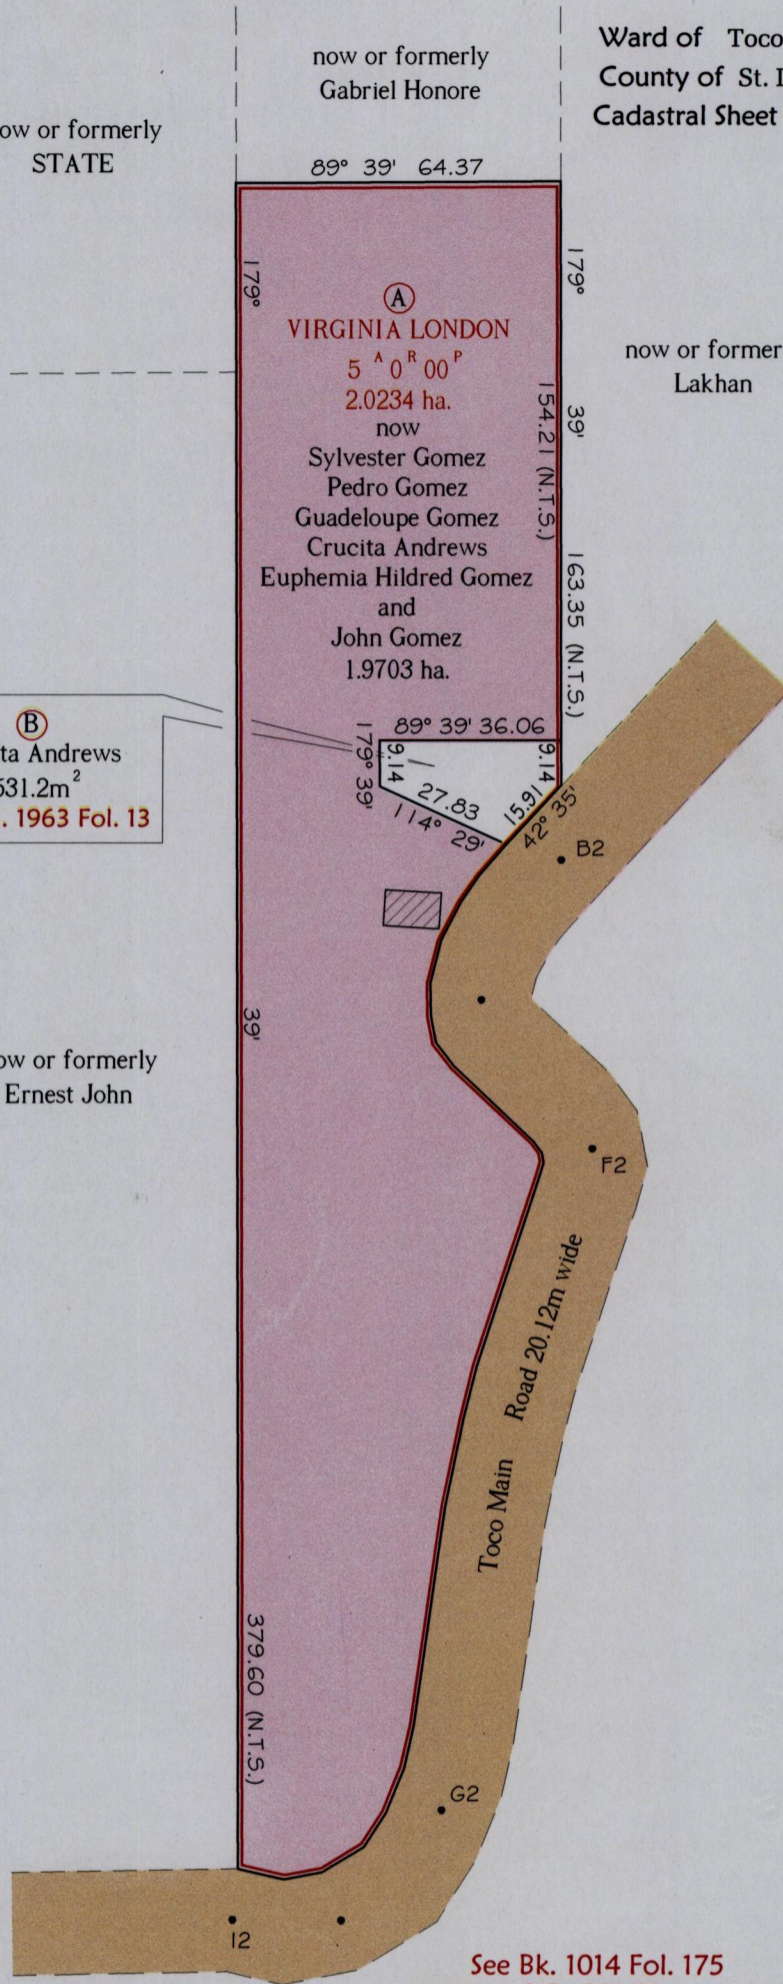 now or formerly
Gabriel Honore
Ward of Toco
County of St.
Cadastral Sheet
or formerly
STATE
89° 39' 64.37
179°
179°
39'
154.21 (N.T.S.)
163.35 (N.T.S.)
A
VIRGINIA LONDON
5 A 0 R 00 P
2.0234 ha.
now
Sylvester Gomez
Pedro Gomez
Guadeloupe Gomez
Crucita Andrews
Euphemia Hildred Gomez
and
John Gomez
1.9703 ha.
now or
Lakhan
89° 39' 36.06
179° 39'
9.14
9.14
27.83
114° 29'
15.91
42° 35'
B
Andrews
531.2m²
1963 Fol. 13
B2
39'
or formerly
Ernest John
F2
Toco Main Road 20.12m wide
379.60 (N.T.S.)
G2
12
See Bk. 1014 Fol. 175